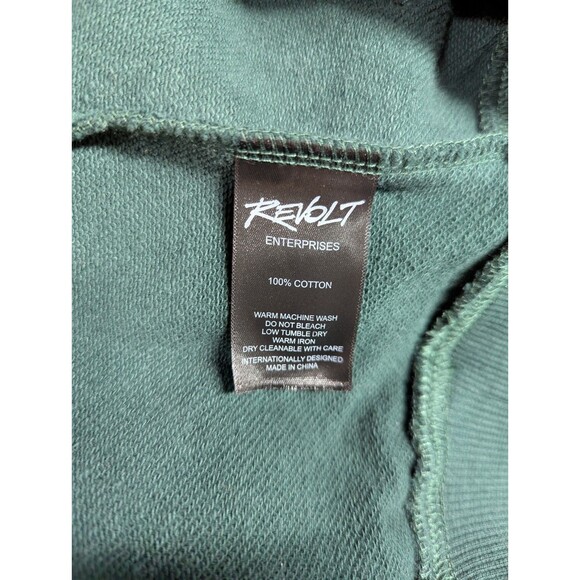 REVOLT
ENTERPRISES
100% COTTON
WARM MACHINE WASH
DO NOT BLEACH
LOW TUMBLE DRY
WARM IRON
DRY CLEANABLE WITH CARE
INTERNATIONALLY DESIGNED
MADE IN CHINA